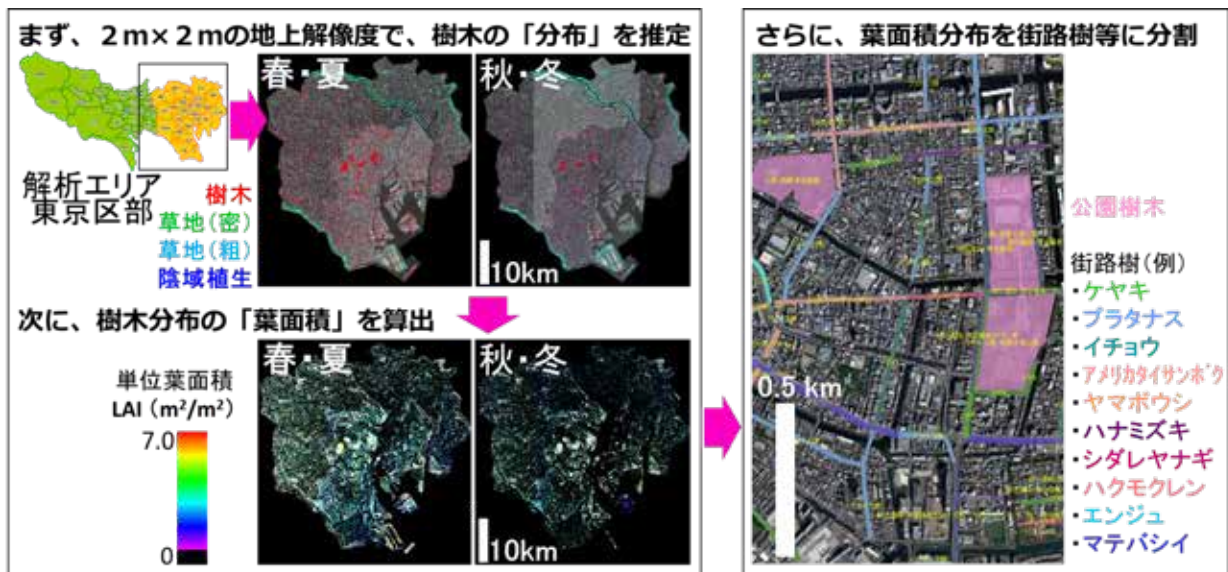 まず、２ｍ×２ｍの地上解像度で、樹木の「分布」を推定
春・夏
秋・冬
解析エリア
東京区部
樹木
草地(密)
草地(粗)
陰域植生
10km
10km
次に、樹木分布の「葉面積」を算出
春・夏
秋・冬
単位葉面積
LAI (m²/m²)
7.0
0
10km
さらに、葉面積分布を街路樹等に分割
0.5 km
公園樹木
街路樹(例)
・ケヤキ
・プラタナス
・イチョウ
・アメリカタイサンボク
・ヤマボウシ
・ハナミズキ
・シダレヤナギ
・ハクモクレン
・エンジュ
・マテバシイ